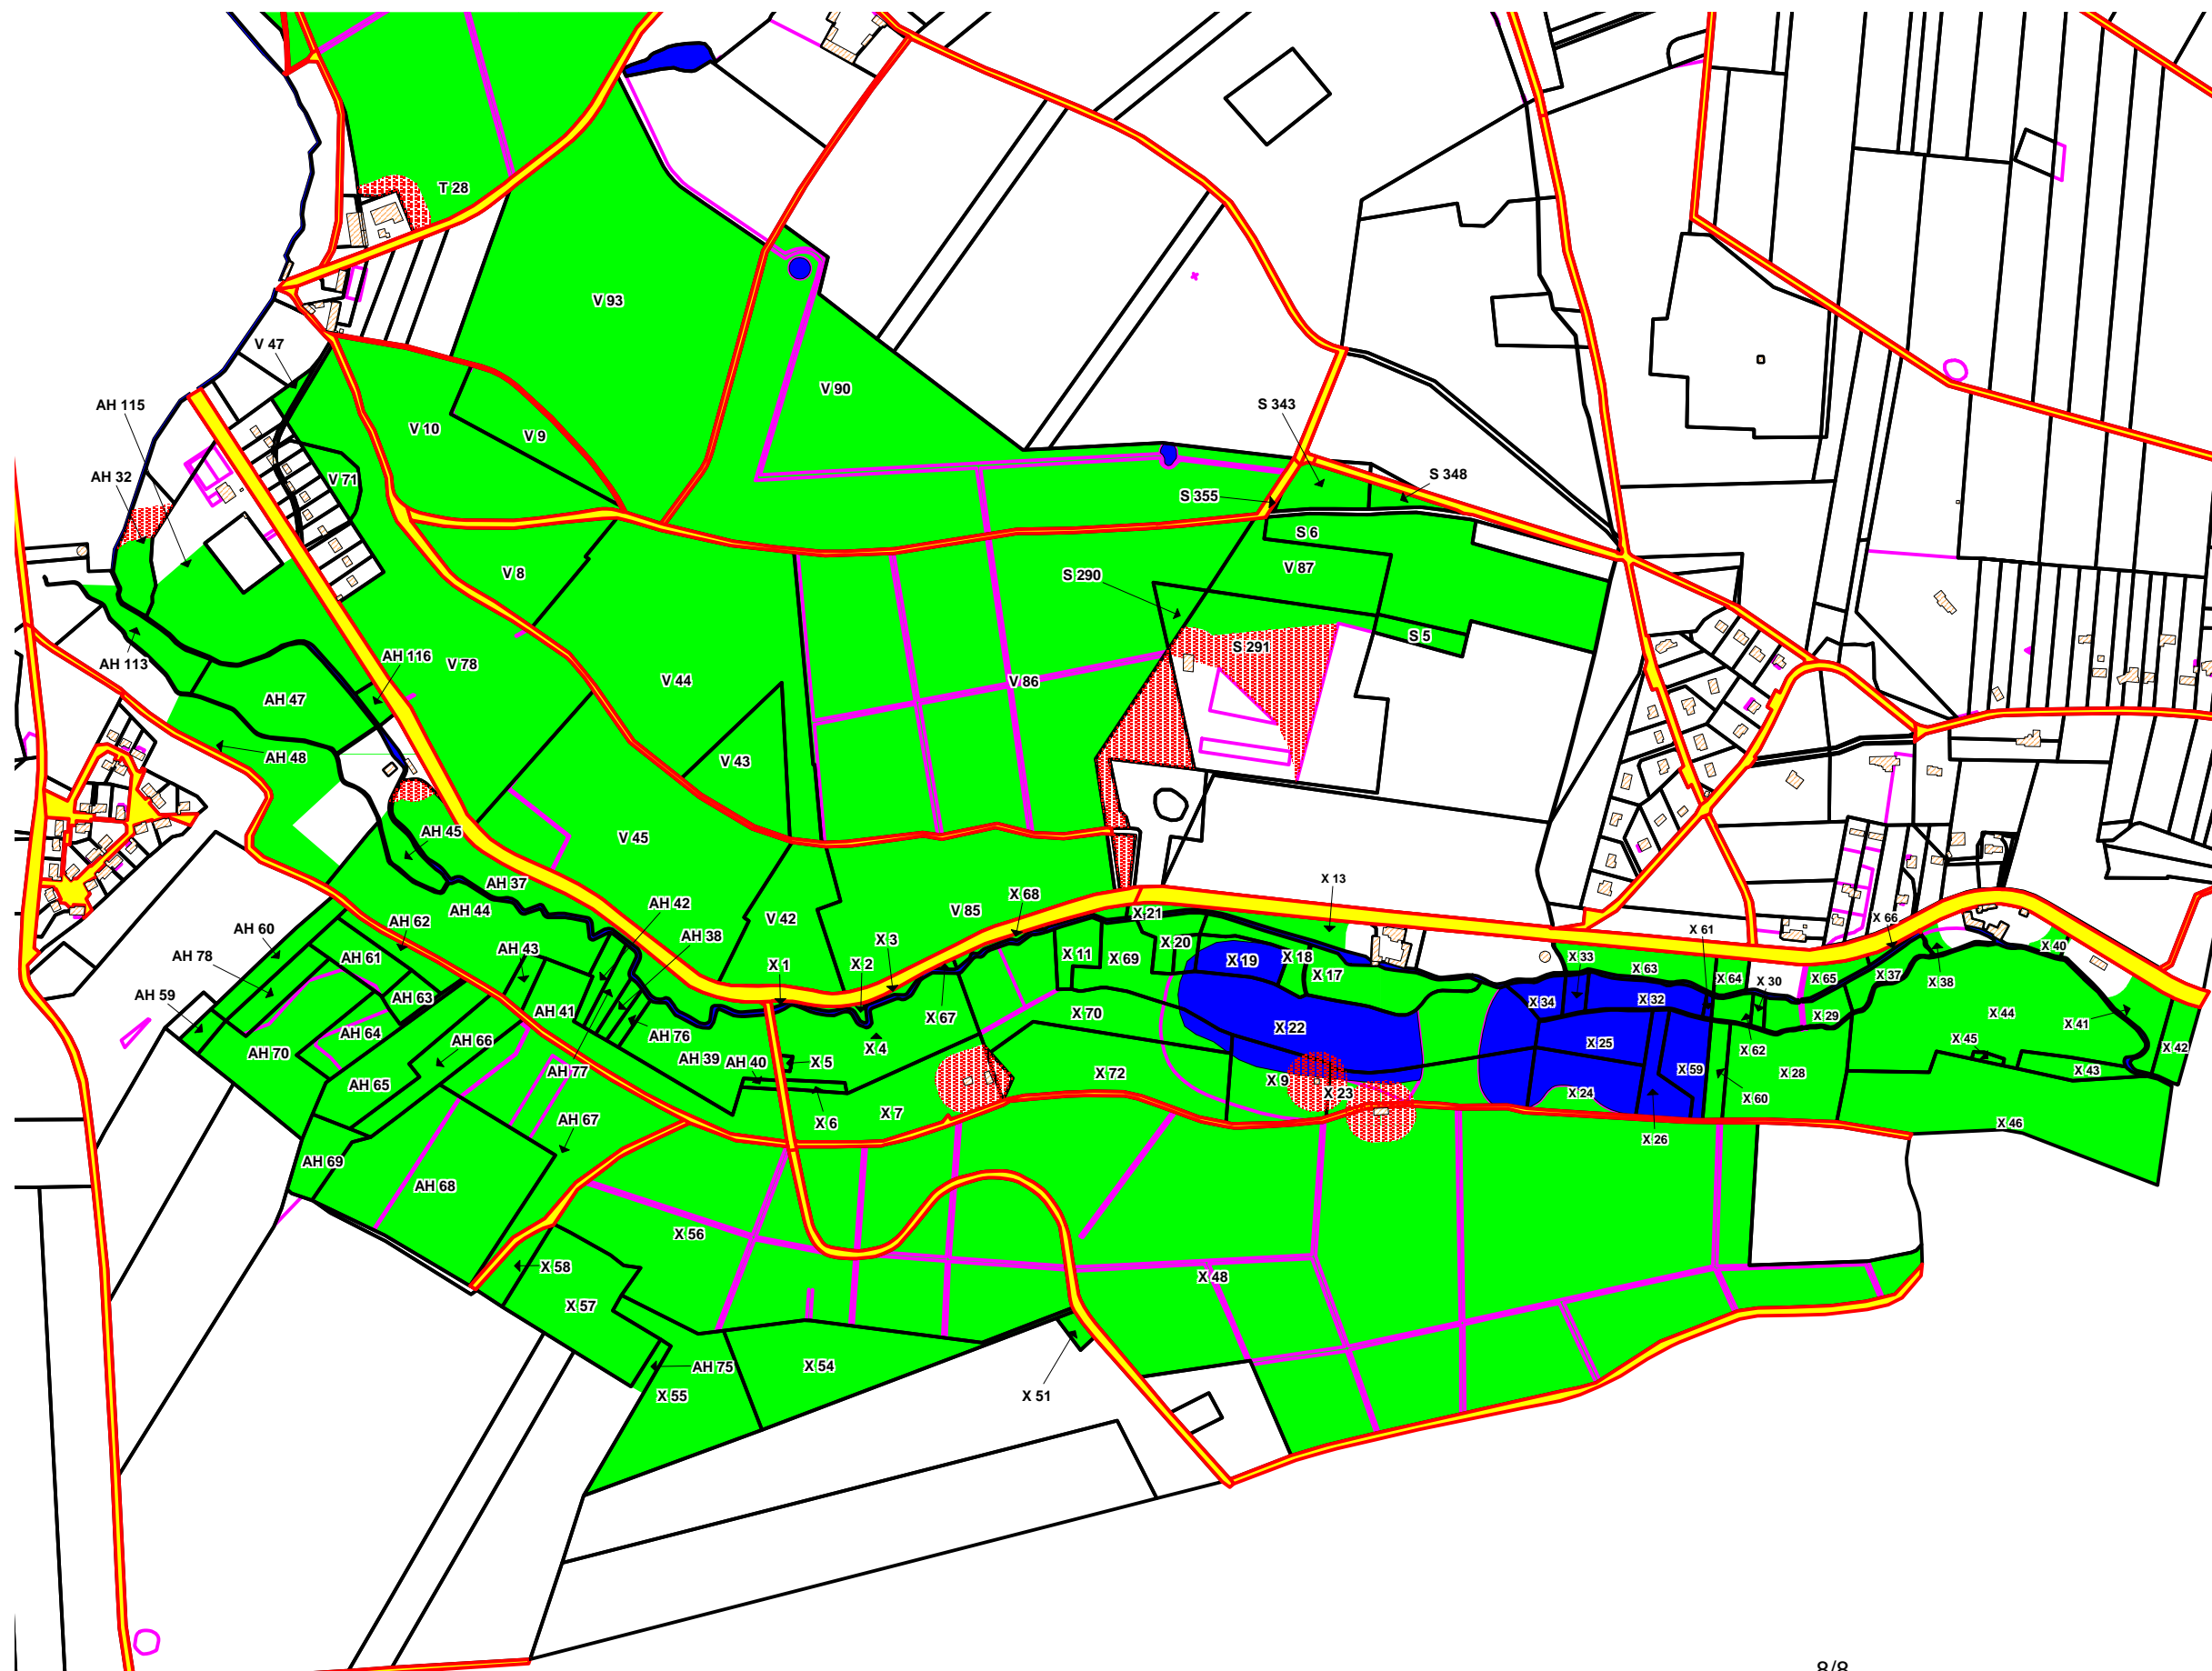 T 28
V 93
V 47
V 90
AH 115
S 343
V 10
V 9
AH 32
V 71
S 348
S 355
S 6
V 8
S 290
V 87
S 5
AH 113
AH 116
V 78
S 291
V 44
V 86
AH 47
AH 48
V 43
AH 45
V 45
X 13
AH 37
AH 42
X 68
AH 44
V 85
X 21
AH 62
V 42
X 66
AH 60
AH 38
X 3
X 20
X 61
X 40
AH 43
X 11
X 69
X 18
AH 78
AH 61
X 1
X 2
X 19
X 17
X 33
X 63
X 64
X 30
X 65
X 37
X 38
AH 59
AH 63
X 34
X 32
AH 41
X 67
X 70
X 44
X 29
X 41
AH 64
AH 76
X 22
AH 66
X 4
X 25
X 62
X 45
AH 70
AH 39
AH 40
X 5
AH 77
X 72
X 59
X 28
X 43
X 42
AH 65
X 9
X 23
X 24
X 60
AH 67
X 6
X 7
X 46
X 26
AH 69
AH 68
X 56
X 58
X 48
X 57
AH 75
X 54
X 55
X 51
8/8